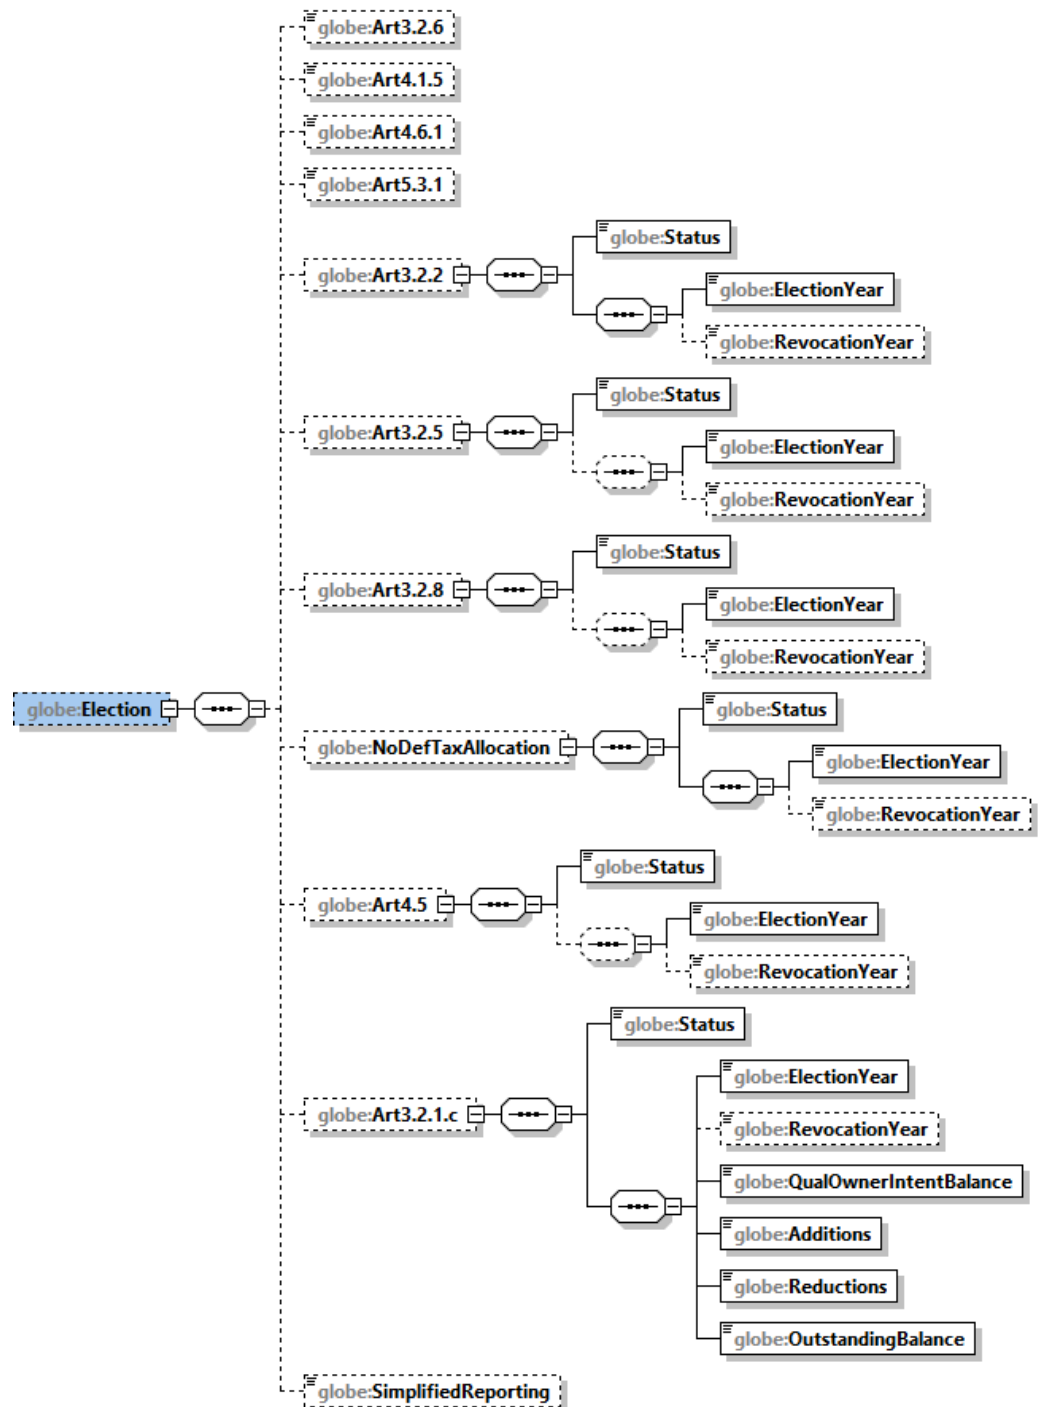 globe:Art3.2.6
globe:Art4.1.5
globe:Art4.6.1
globe:Art5.3.1
globe:Status
globe:Art3.2.2
globe:ElectionYear
globe:RevocationYear
globe:Status
globe:Art3.2.5
globe:ElectionYear
globe:RevocationYear
globe:Status
globe:Art3.2.8
globe:ElectionYear
globe:RevocationYear
globe:Election
globe:Status
globe:NoDefTaxAllocation
globe:ElectionYear
globe:RevocationYear
globe:Status
globe:Art4.5
globe:ElectionYear
globe:RevocationYear
globe:Status
globe:ElectionYear
globe:Art3.2.1.c
globe:RevocationYear
globe:QualOwnerIntentBalance
globe:Additions
globe:Reductions
globe:OutstandingBalance
globe:SimplifiedReporting